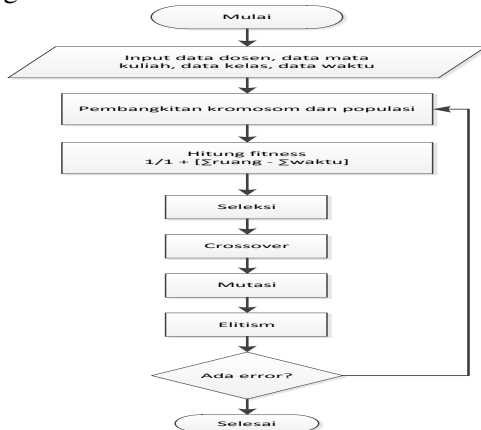 Mulai
Input data dosen, data mata
kuliah, data kelas, data waktu
Pembangkitan kromosom dan populasi
Hitung fitness
1/1 + [∑ruang - ∑waktu]
Seleksi
Crossover
Mutasi
Elitism
Ada error?
Selesai